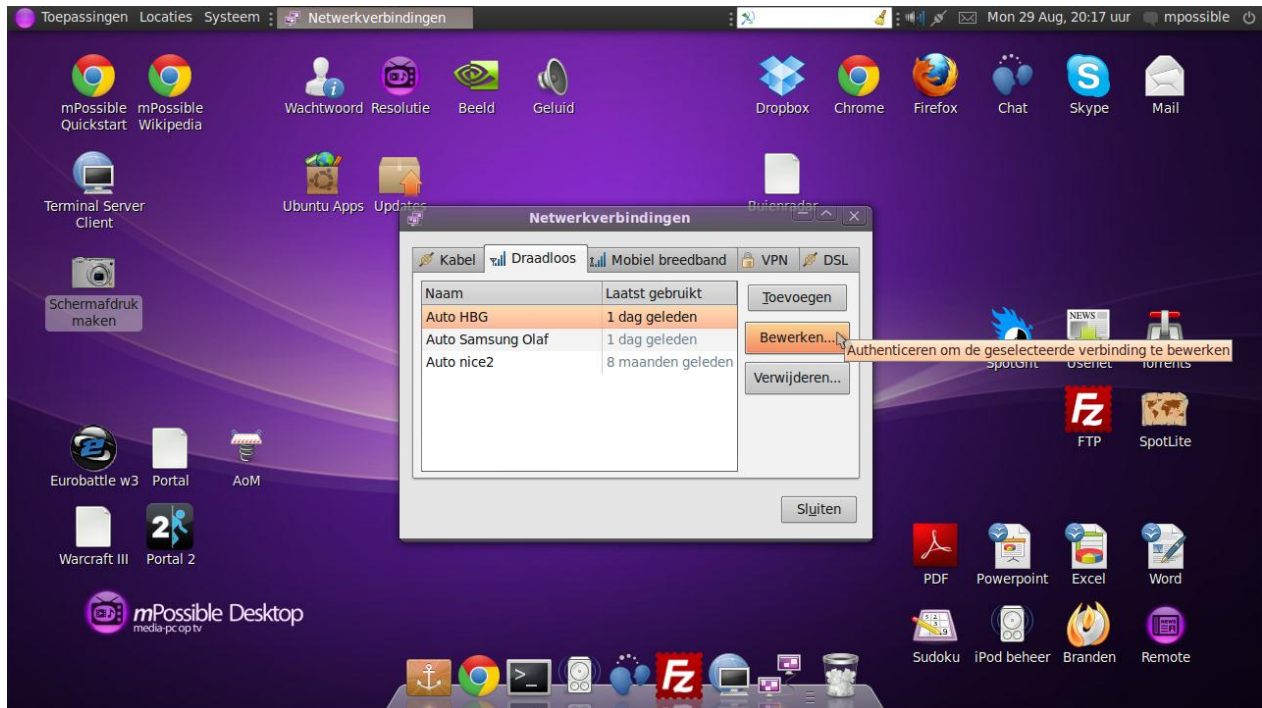 Toepassingen Locaties Systeem Netwerkverbindingen Mon 29 Aug, 20:17 uur mpossible
mPossible Quickstart
mPossible Wikipedia
Wachtwoord Resolutie Beeld Geluid
Dropbox Chrome Firefox Chat Skype Mail
Terminal Server Client
Ubuntu Apps Updates
Buienradar
Schermafdruk maken
Netwerkverbindingen
Kabel Draadloos Mobiel breedband VPN DSL
Naam Laatst gebruikt
Auto HBG 1 dag geleden
Auto Samsung Olaf 1 dag geleden
Auto nice2 8 maanden geleden
Toevoegen
Bewerken...
Authenticeren om de geselecteerde verbinding te bewerken
Verwijderen...
Sluiten
NEWS
Usenet Torrents
FTP SpotLite
Eurobattle w3 Portal AoM
Warcraft III Portal 2
mPossible Desktop
media-pc op tv
PDF Powerpoint Excel Word
Sudoku iPod beheer Branden Remote